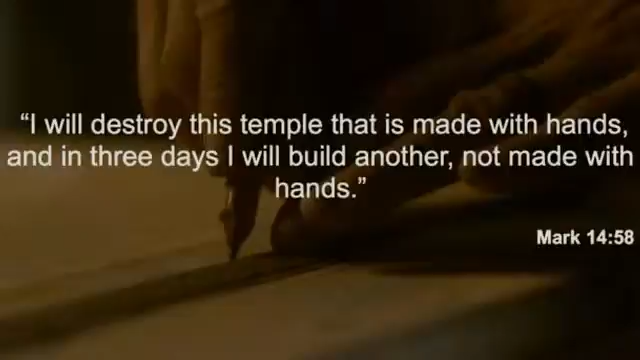 “I will destroy this temple that is made with hands,
and in three days I will build another, not made with
hands.”
Mark 14:58